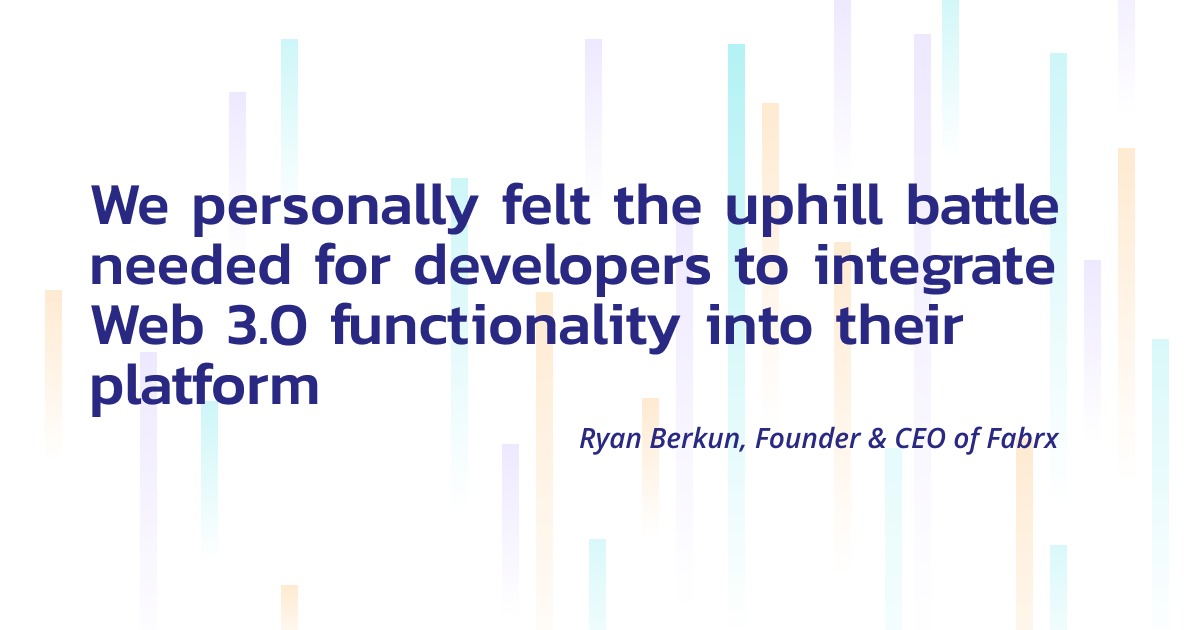 We personally felt the uphill battle
needed for developers to integrate
Web 3.0 functionality into their
platform
Ryan Berkun, Founder & CEO of Fabrx